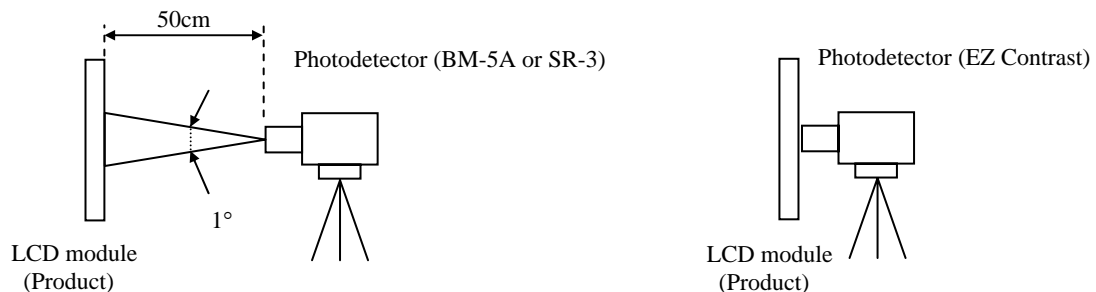 50cm
Photodetector (BM-5A or SR-3)
1°
LCD module
(Product)
Photodetector (EZ Contrast)
LCD module
(Product)